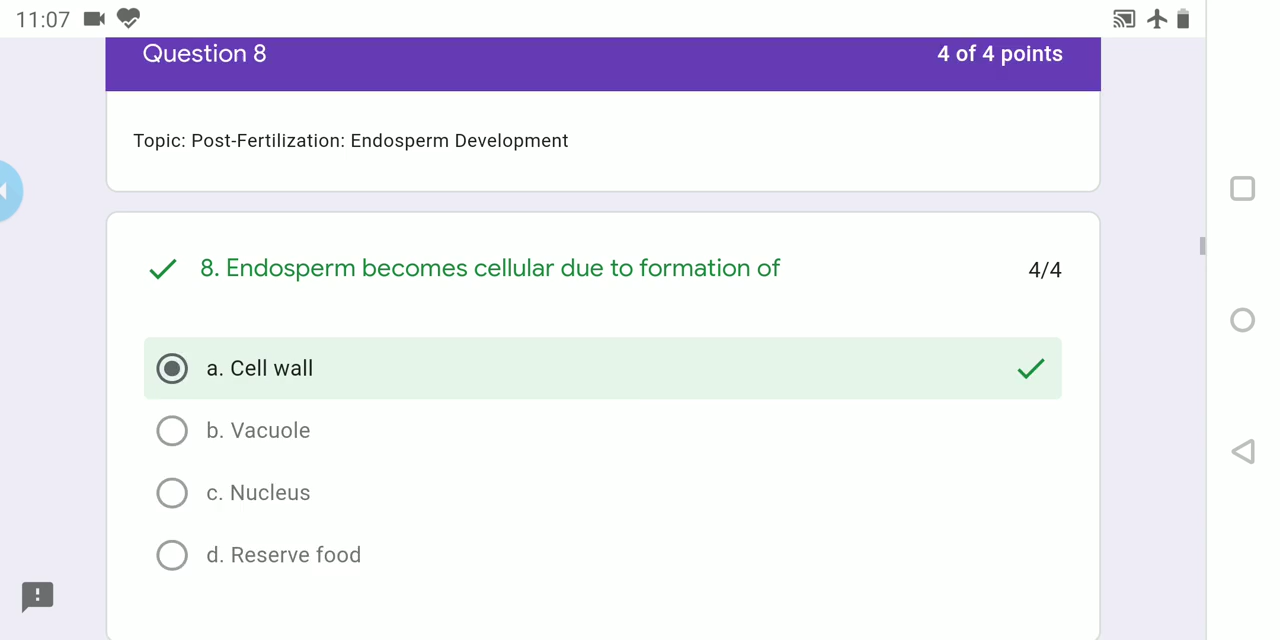 11:07
Question 8 4 of 4 points
Topic: Post-Fertilization: Endosperm Development
8. Endosperm becomes cellular due to formation of 4/4
a. Cell wall
b. Vacuole
c. Nucleus
d. Reserve food